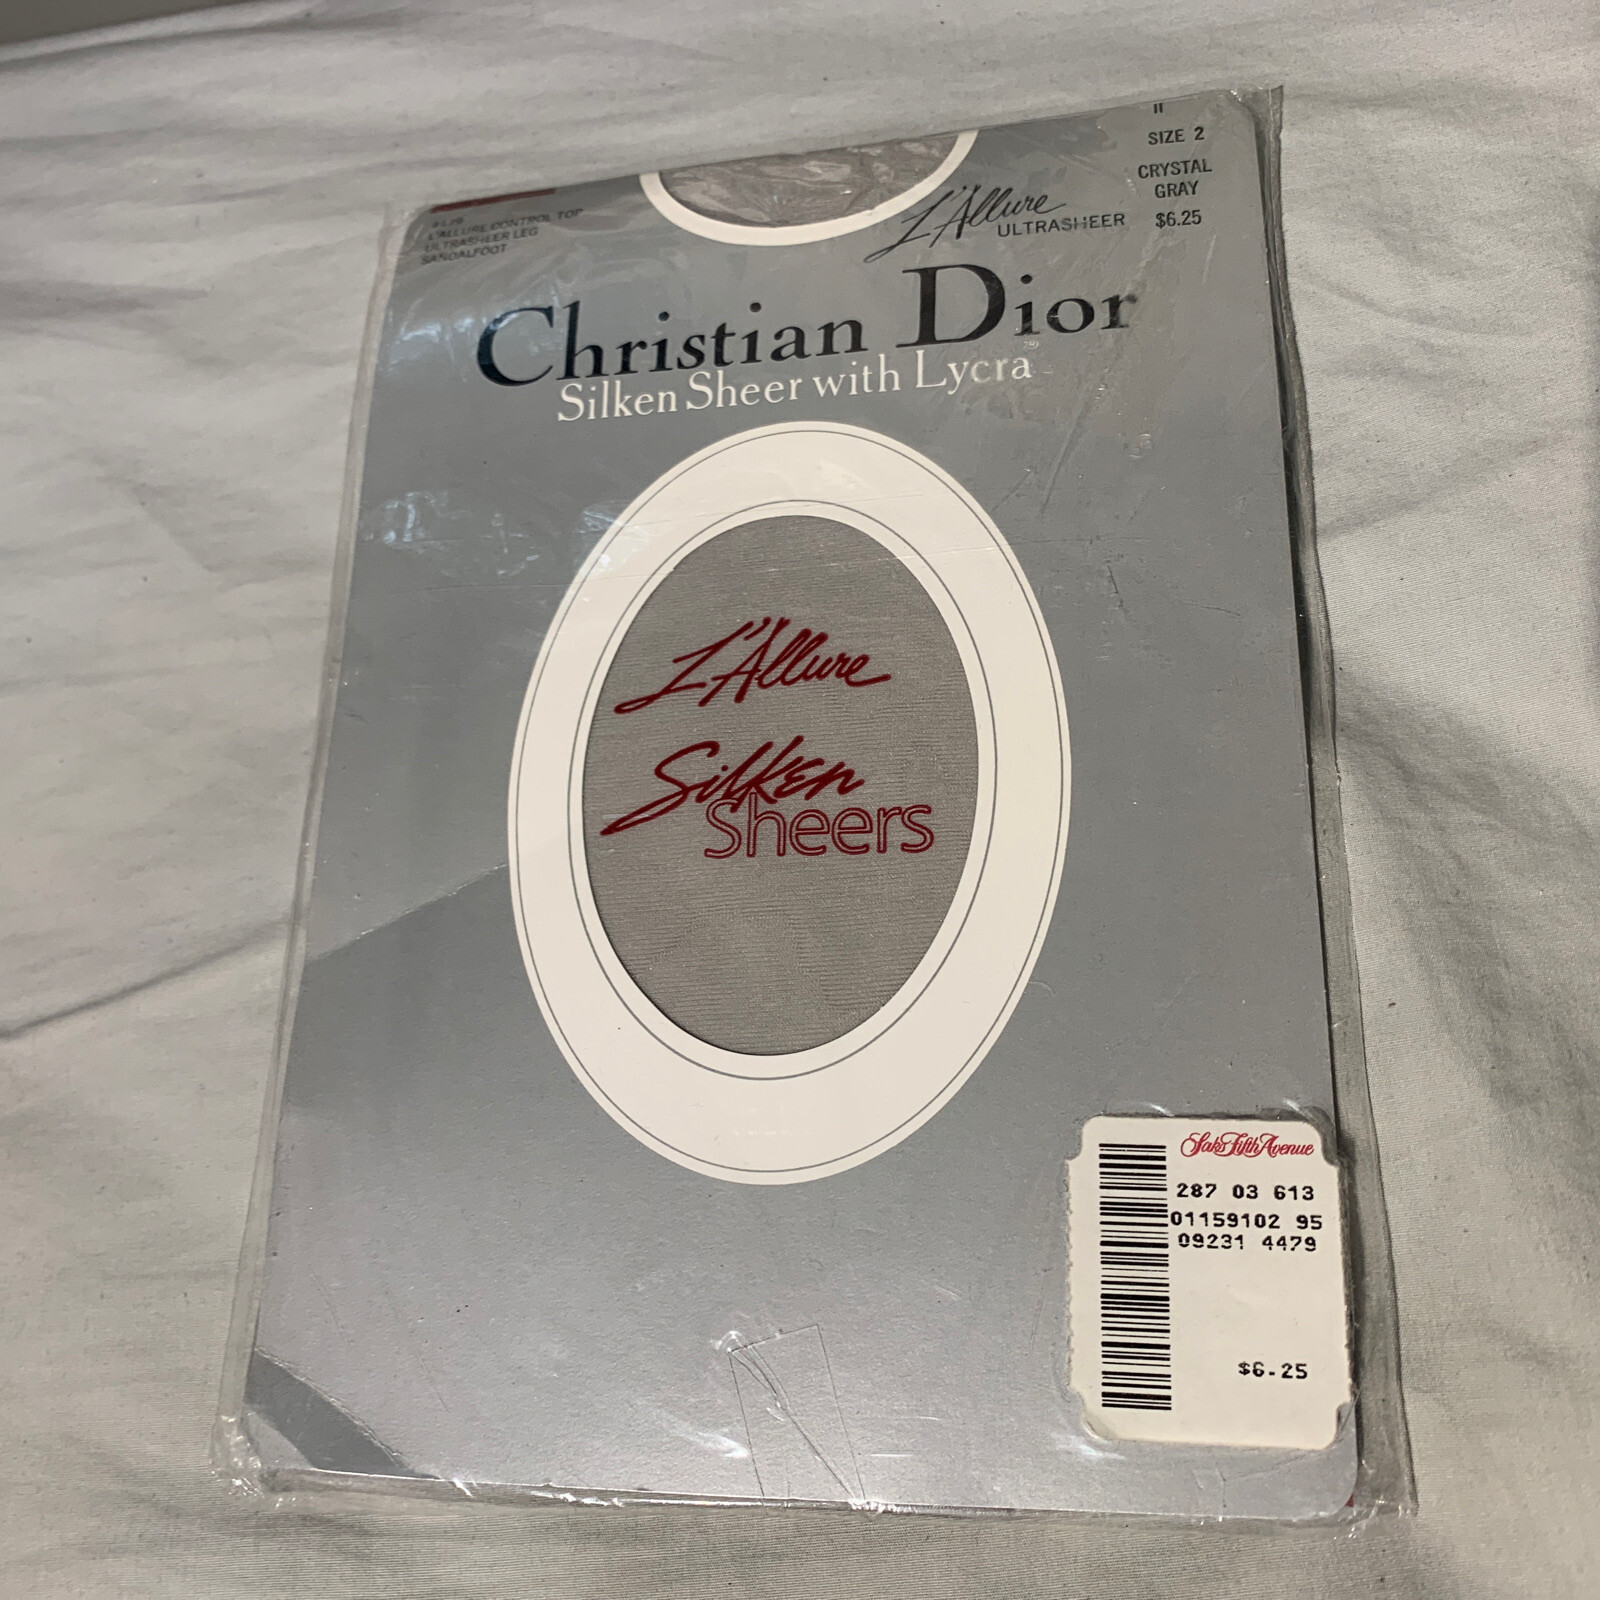 L'ALLURE CONTROL TOP
ULTRASHEER LEG
SANDALFOOT
SIZE 2
CRYSTAL
GRAY
$6.25
L'Allure
ULTRASHEER
Christian Dior
Silken Sheer with Lycra
L'Allure
Silken
Sheers
Saks Fifth Avenue
287 03 613
01159102 95
09231 4479
$6.25